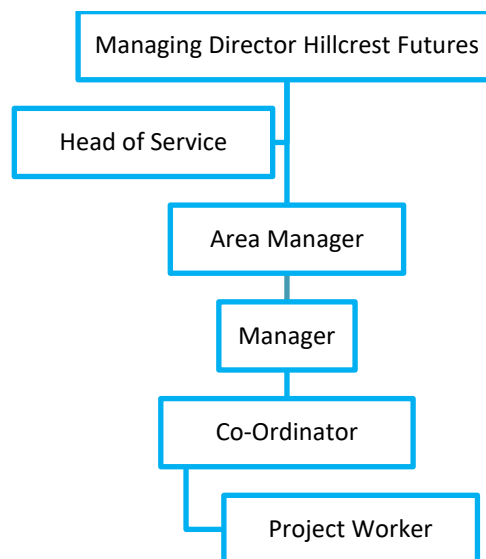 Managing Director Hillcrest Futures
Head of Service
Area Manager
Manager
Co-Ordinator
Project Worker